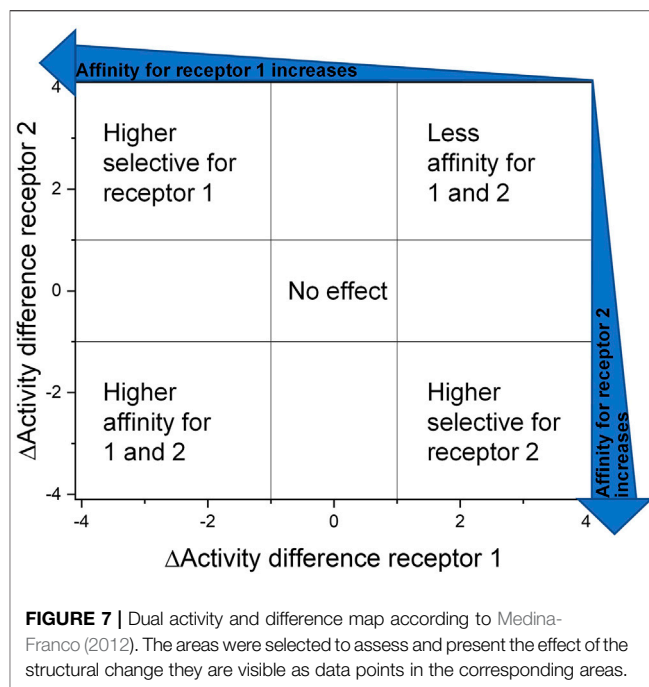 Affinity for receptor 1 increases
4
Higher
selective for
receptor 1
Less
affinity for
1 and 2
2
0
No effect
-2
Higher
affinity for
1 and 2
Higher
selective for
receptor 2
-4
ΔActivity difference receptor 2
Affinity for receptor 2
increases
-4 -2 0 2 4
ΔActivity difference receptor 1
FIGURE 7 | Dual activity and difference map according to Medina-
Franco (2012). The areas were selected to assess and present the effect of the
structural change they are visible as data points in the corresponding areas.